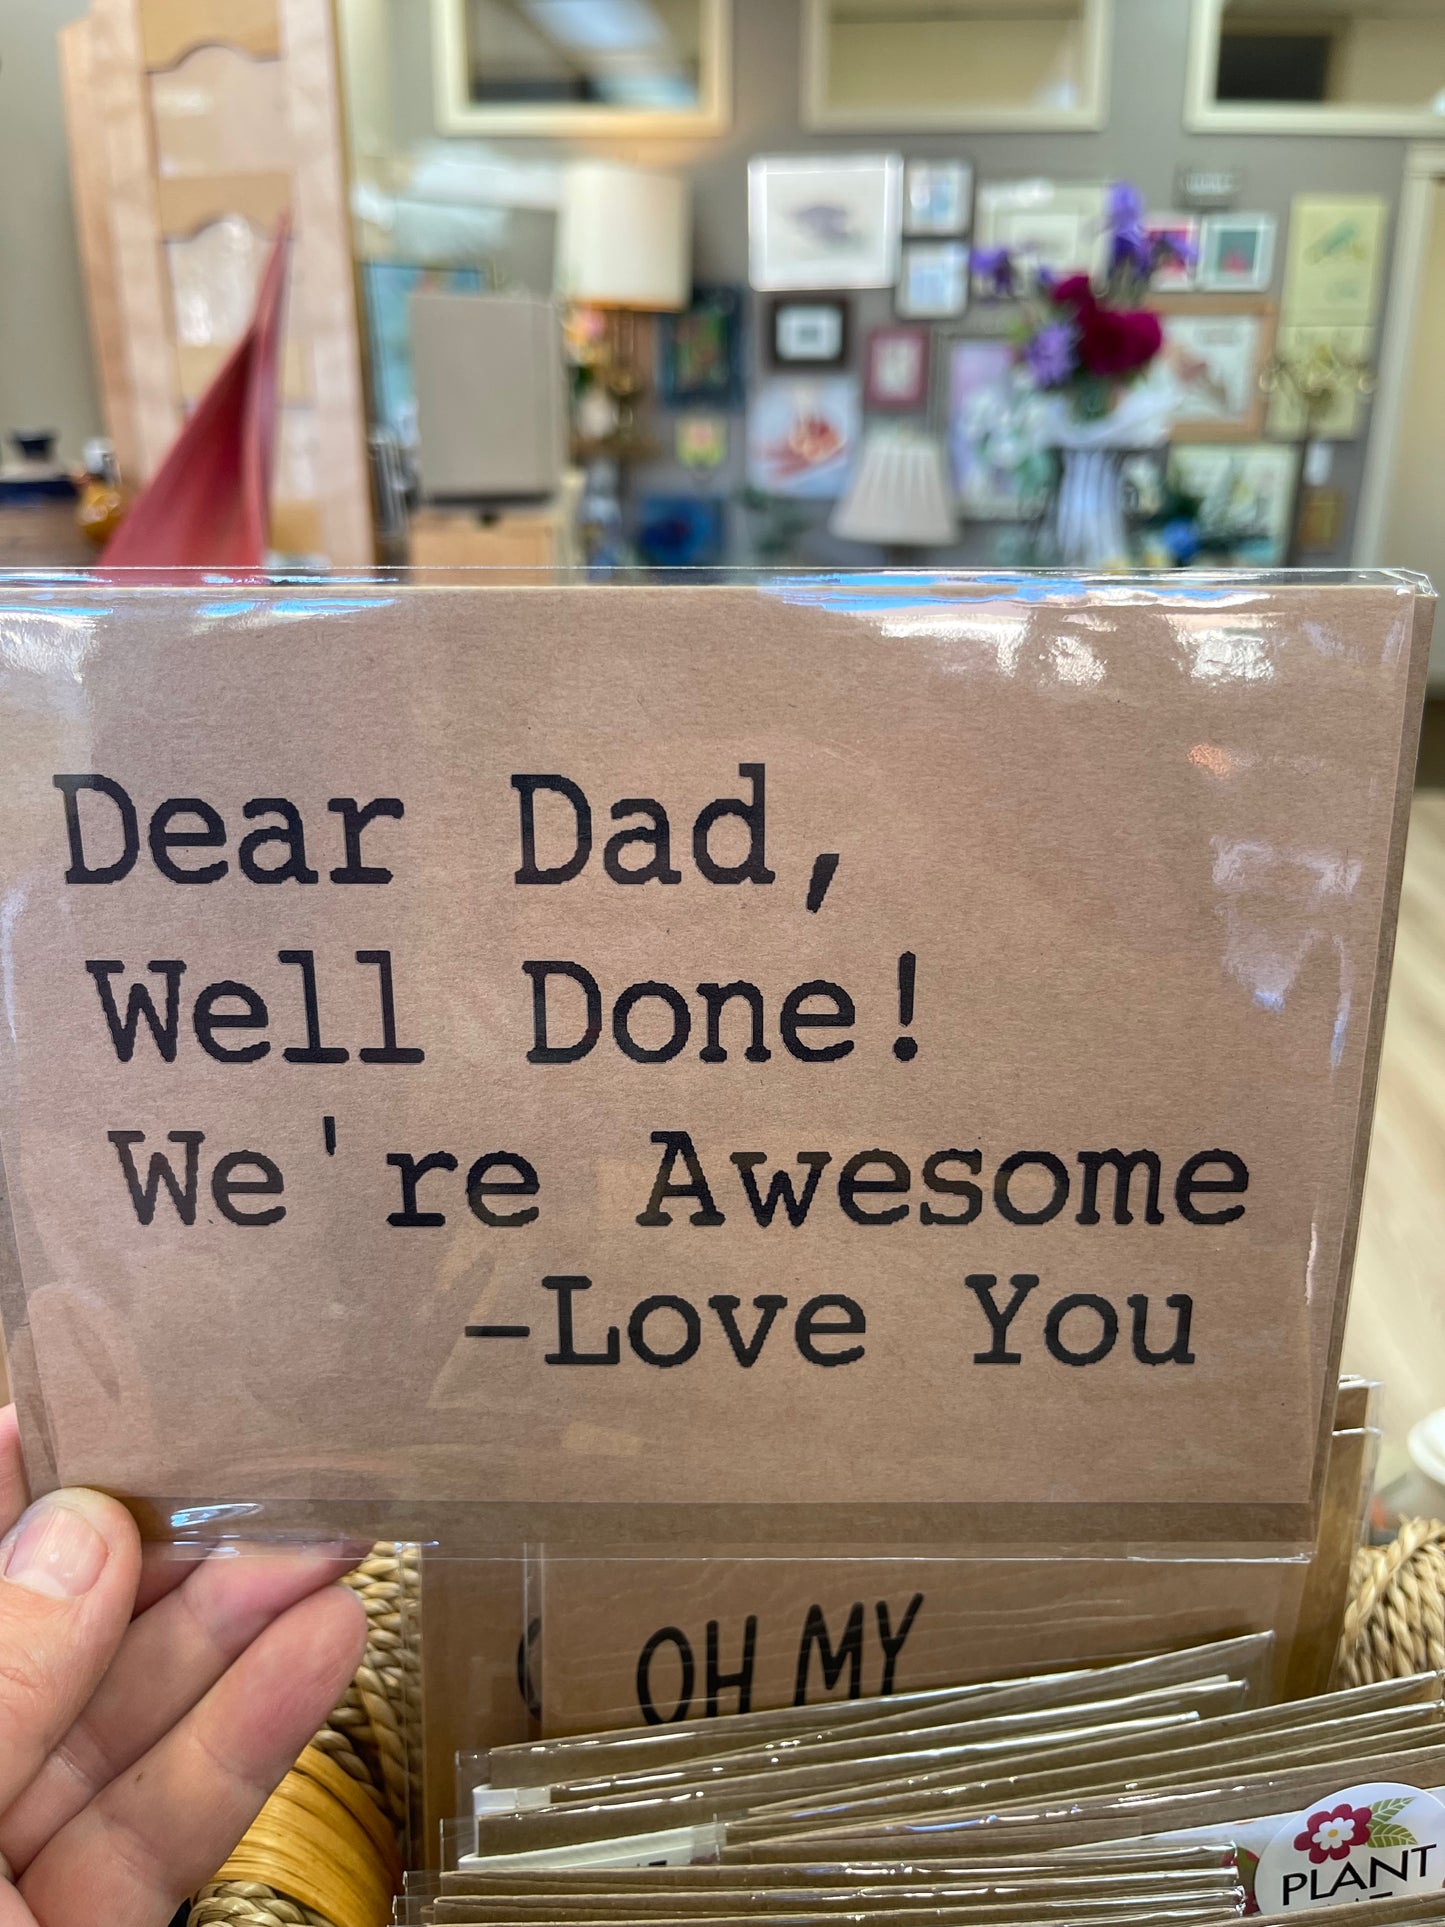 Dear Dad,
Well Done!
We're Awesome
-Love You
OH MY
PLANT